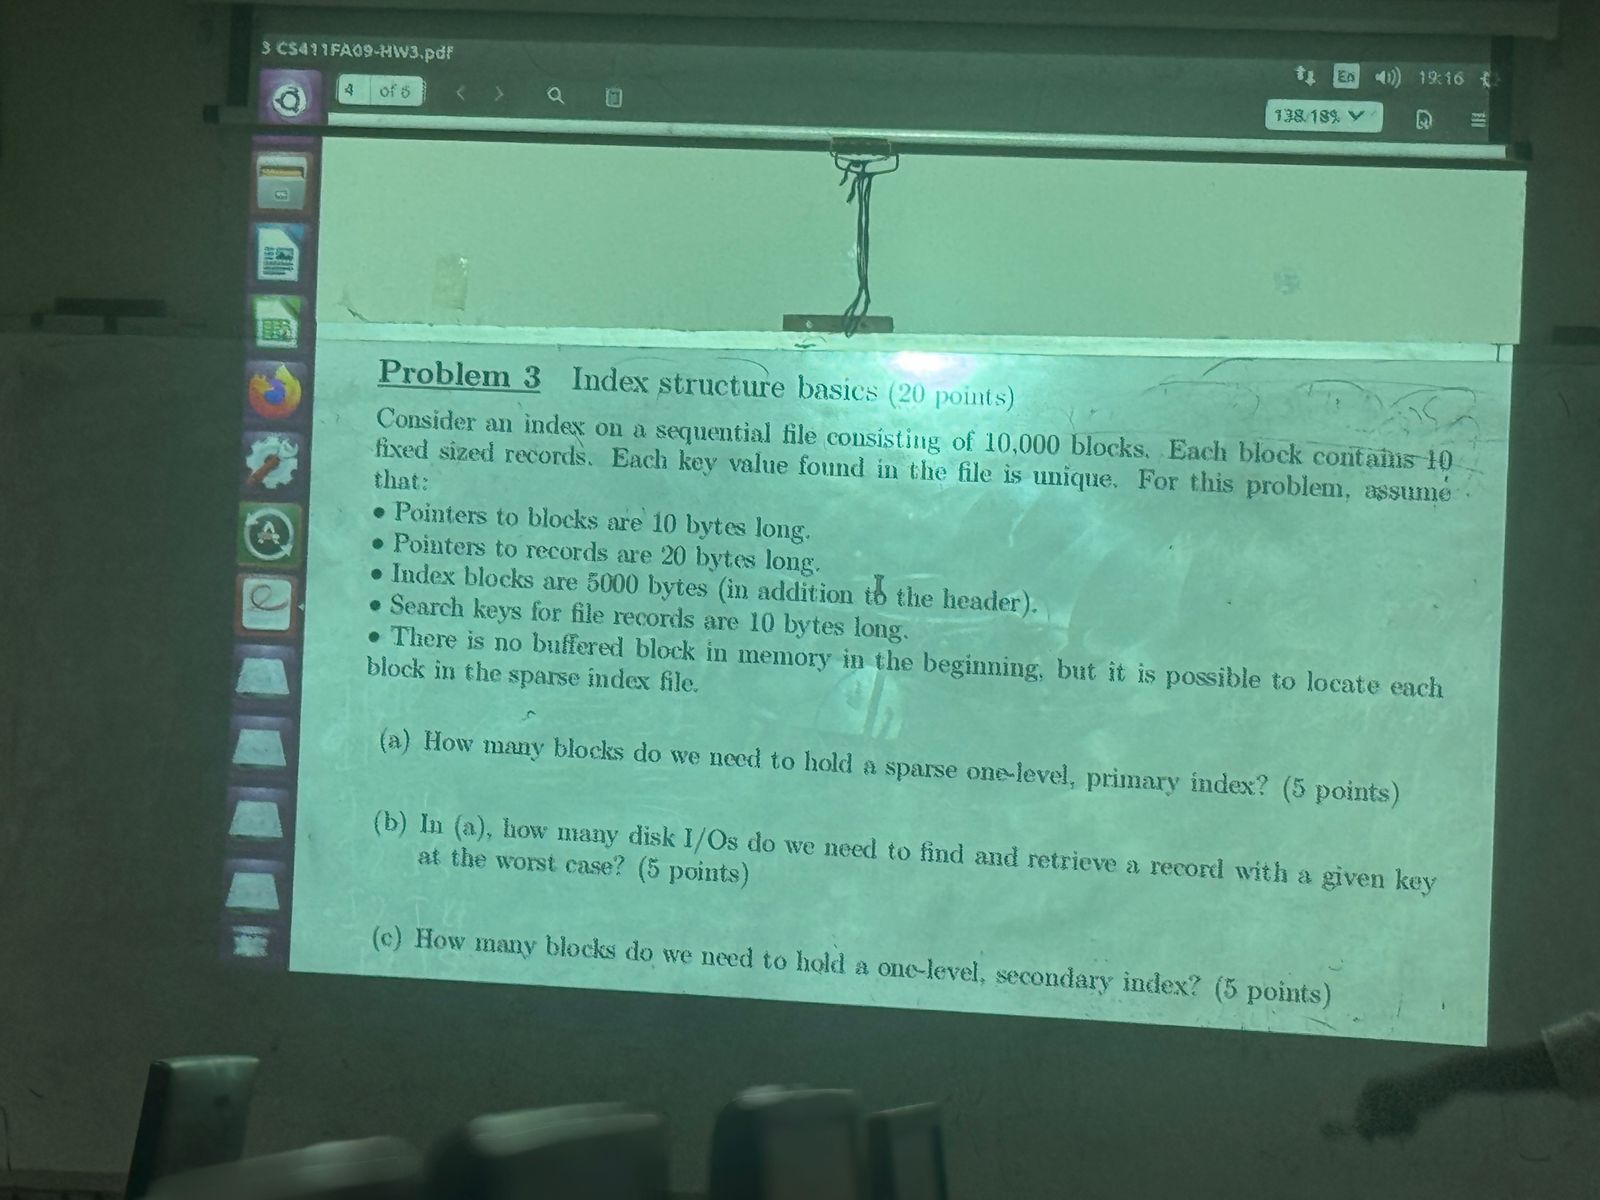 3 CS411FA09-HW3.pdf
4 of 6
En 19:16
138.18%
Problem 3 Index structure basics (20 points)
Consider an index on a sequential file consisting of 10,000 blocks. Each block contains 10
fixed sized records. Each key value found in the file is unique. For this problem, assume
that:
• Pointers to blocks are 10 bytes long.
• Pointers to records are 20 bytes long.
• Index blocks are 5000 bytes (in addition to the header).
• Search keys for file records are 10 bytes long.
• There is no buffered block in memory in the beginning, but it is possible to locate each
block in the sparse index file.
(a) How many blocks do we need to hold a sparse one-level, primary index? (5 points)
(b) In (a), how many disk I/Os do we need to find and retrieve a record with a given key
at the worst case? (5 points)
(c) How many blocks do we need to hold a one-level, secondary index? (5 points)